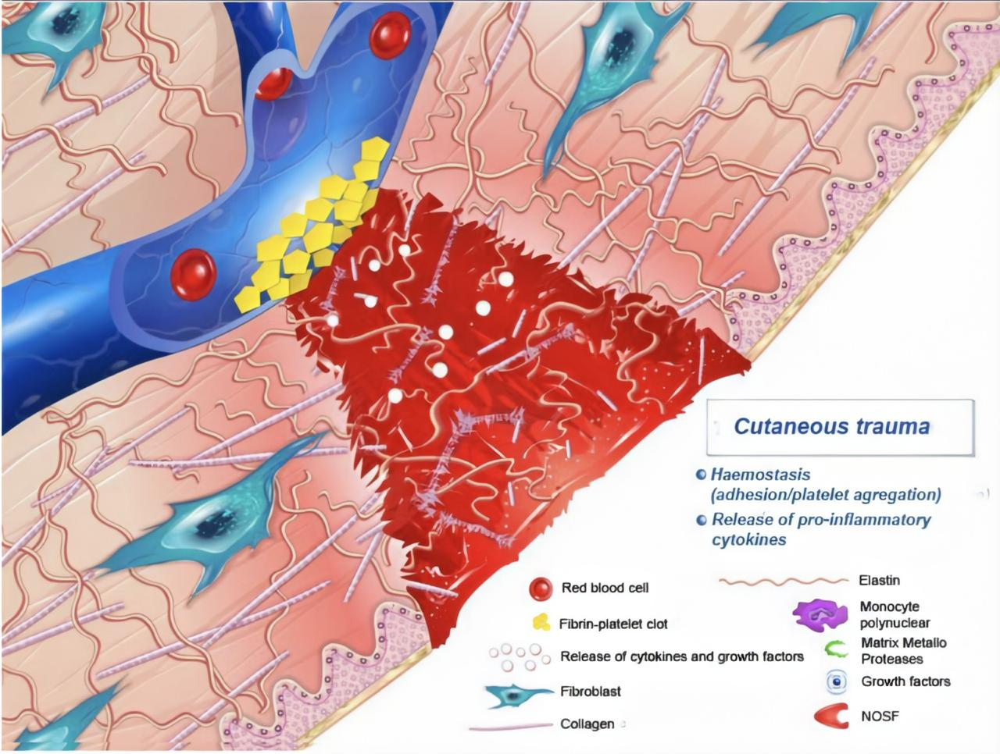 Cutaneous trauma
Haemostasis
(adhesion/platelet agregation)
Release of pro-inflammatory
cytokines
Red blood cell
Fibrin-platelet clot
Release of cytokines and growth factors
Fibroblast
Collagen
Elastin
Monocyte
polynuclear
Matrix Metallo
Proteases
Growth factors
NOSF